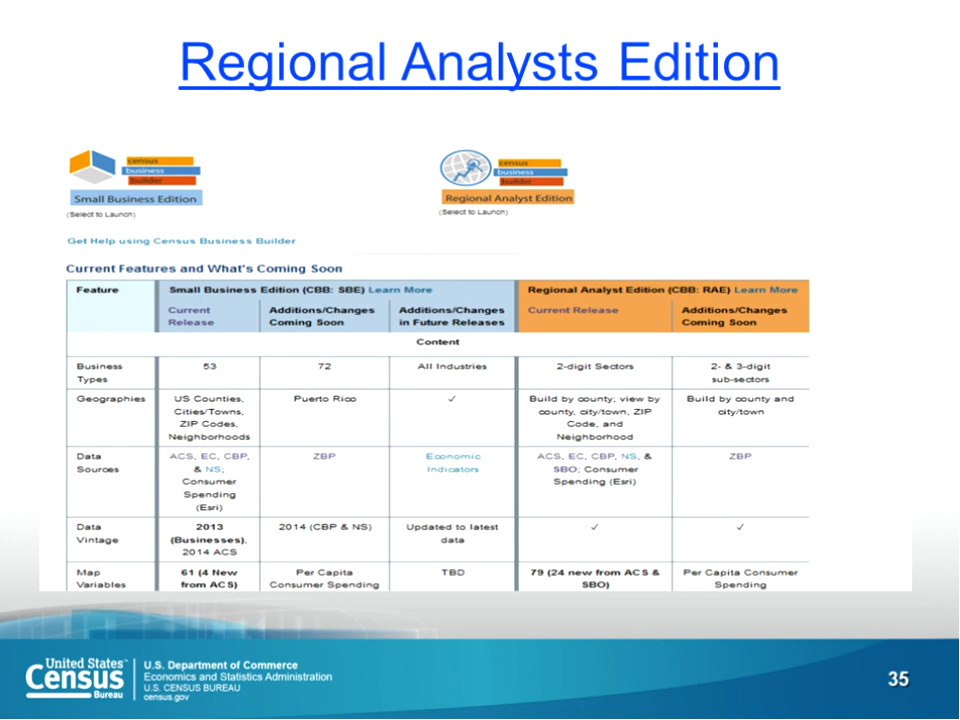 Regional Analysts Edition
census
business
builder
Small Business Edition
(Select to Launch)
census
business
builder
Regional Analyst Edition
(Select to Launch)
Get Help using Census Business Builder
Current Features and What's Coming Soon
Feature
Small Business Edition (CBB: SBE) Learn More
Regional Analyst Edition (CBB: RAE) Learn More
Current
Release
Additions/Changes
Coming Soon
Additions/Changes
in Future Releases
Current Release
Additions/Changes
Coming Soon
Content
Business
Types
53
72
All Industries
2-digit Sectors
2- & 3-digit
sub-sectors
Geographies
US Counties,
Cities/Towns,
ZIP Codes,
Neighborhoods
Puerto Rico
✓
Build by county; view by
county, city/town, ZIP
Code, and
Neighborhood
Build by county and
city/town
Data
Sources
ACS, EC, CBP,
& NS;
Consumer
Spending
(Esri)
ZBP
Economic
Indicators
ACS, EC, CBP, NS, &
SBO; Consumer
Spending (Esri)
ZBP
Data
Vintage
2013
(Businesses),
2014 ACS
2014 (CBP & NS)
Updated to latest
data
✓
✓
Map
Variables
61 (4 New
from ACS)
Per Capita
Consumer Spending
TBD
79 (24 new from ACS &
SBO)
Per Capita Consumer
Spending
United States™
Census
Bureau
U.S. Department of Commerce
Economics and Statistics Administration
U.S. CENSUS BUREAU
census.gov
35